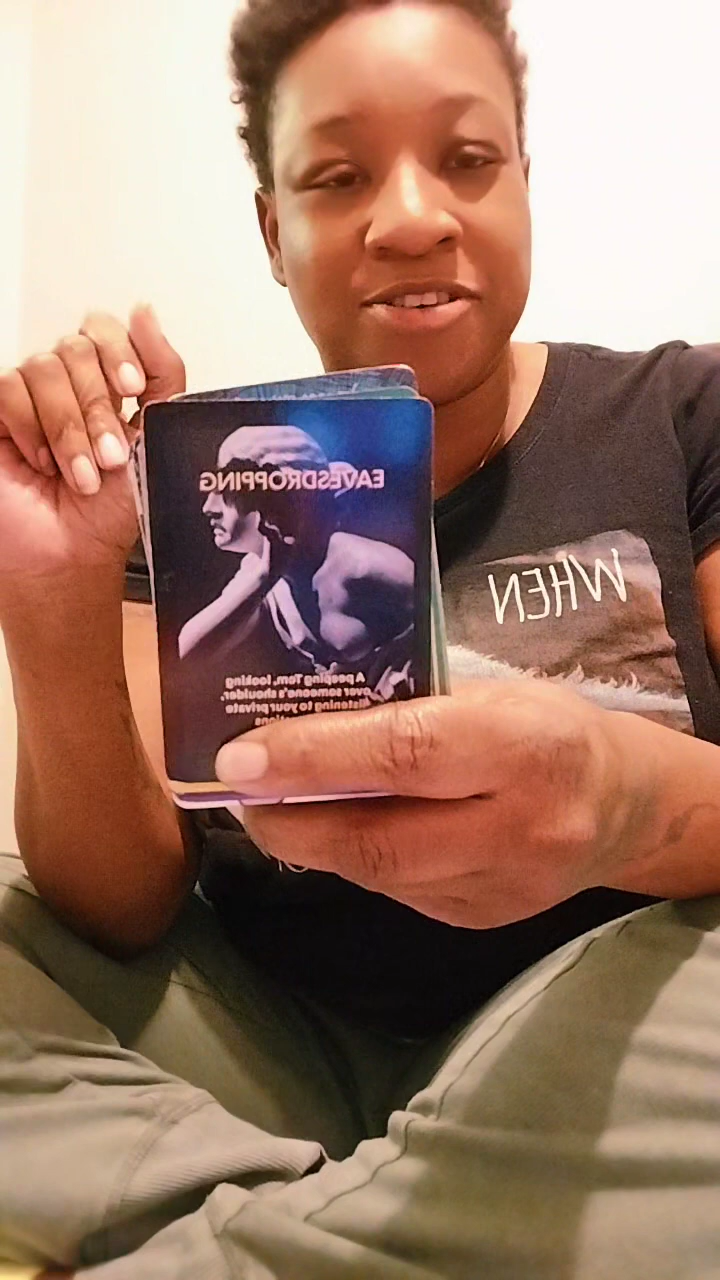 EAVESDROPPING
WHEN
A peeping Tom, looking
over someone's shoulder,
listening to your private